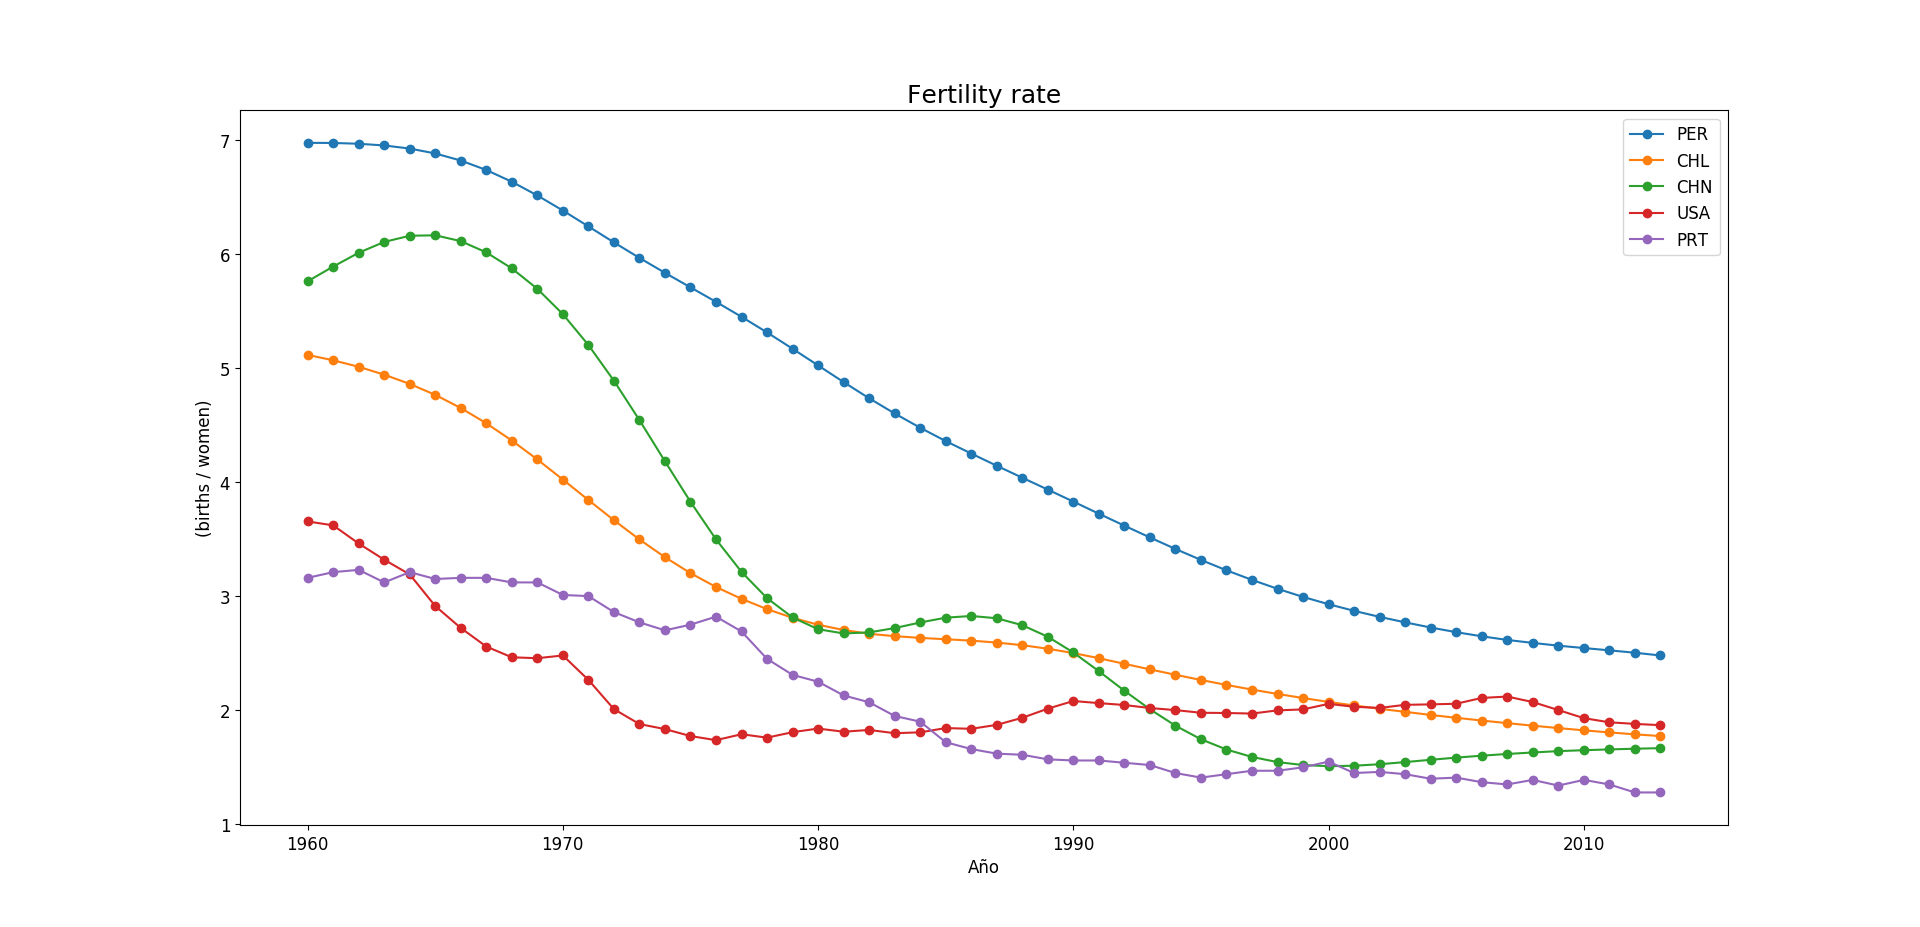 Fertility rate
7
6
5
4
3
2
1
(births / women)
1960 1970 1980 1990 2000 2010
Año
PER
CHL
CHN
USA
PRT